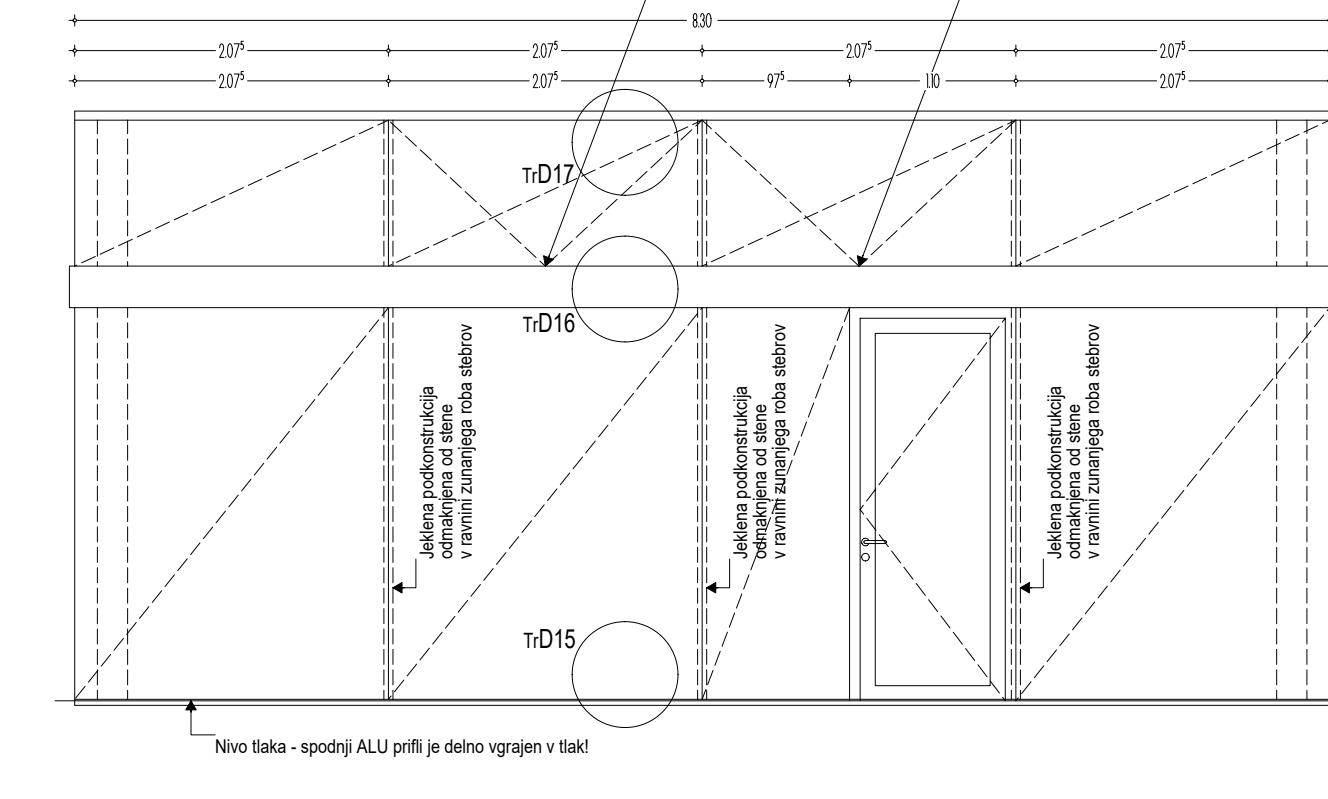 8.30
2.07⁵ 2.07⁵ 2.07⁵ 2.07⁵
2.07⁵ 2.07⁵ 97⁵ 1.10 2.07⁵
TrD17
TrD16
Jeklena podkonstrukcija
odmaknjena od stene
v ravnini zunanjega roba stebrov
Jeklena podkonstrukcija
odmaknjena od stene
v ravnini zunanjega roba stebrov
Jeklena podkonstrukcija
odmaknjena od stene
v ravnini zunanjega roba stebrov
TrD15
Nivo tlaka - spodnji ALU prifli je delno vgrajen v tlak!